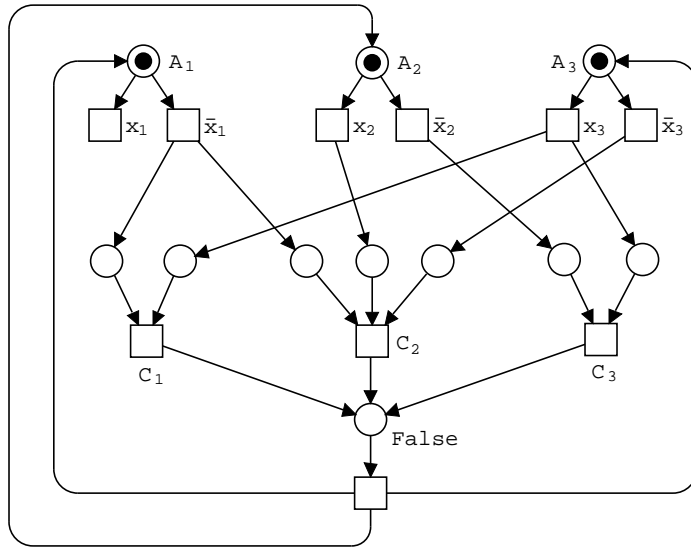 A₁ A₂ A₃
x₁ x̄₁ x₂ x̄₂ x₃ x̄₃
C₁ C₂ C₃
False